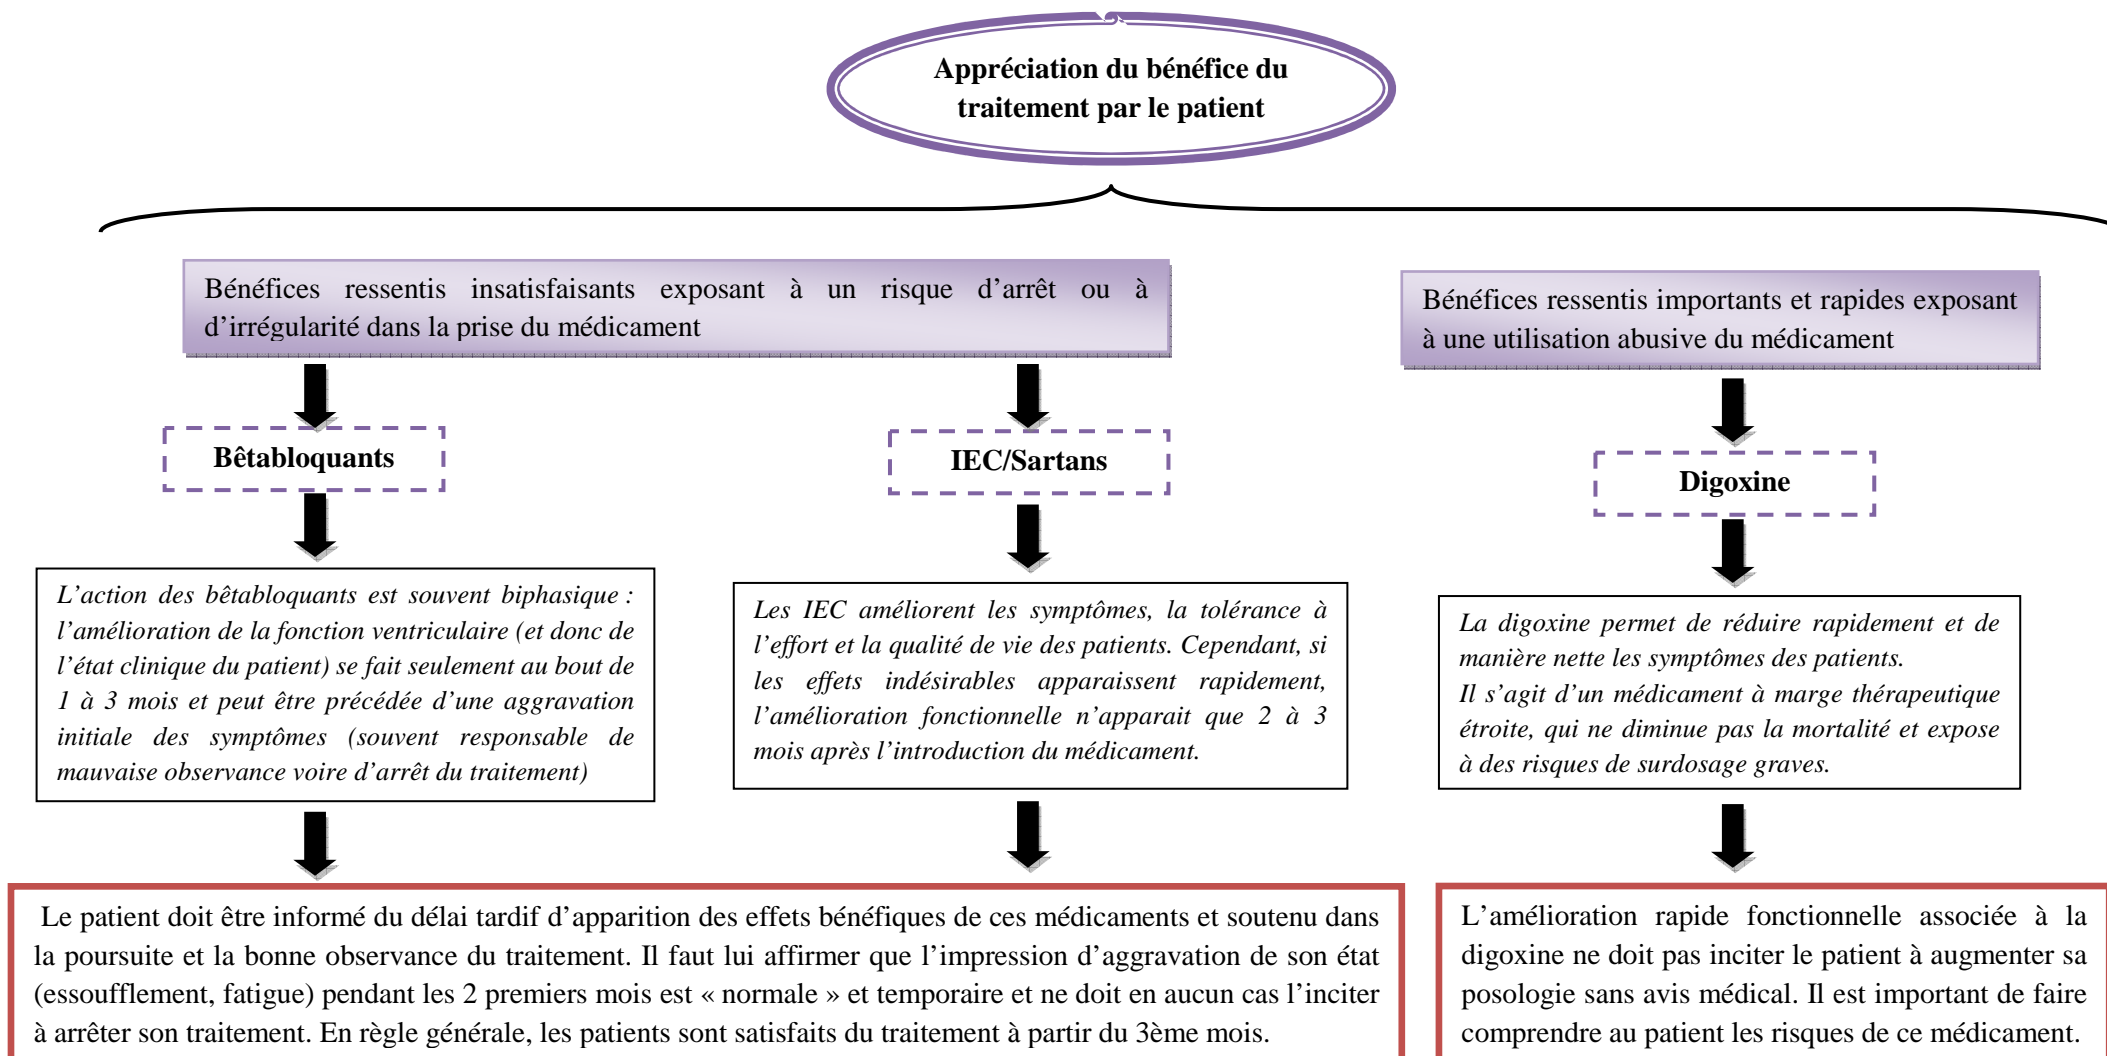 Appréciation du bénéfice du
traitement par le patient
Bénéfices ressentis insatisfaisants exposant à un risque d’arrêt ou à
d’irrégularité dans la prise du médicament
Bénéfices ressentis importants et rapides exposant
à une utilisation abusive du médicament
Bêtabloquants
IEC/Sartans
Digoxine
L’action des bêtabloquants est souvent biphasique :
l’amélioration de la fonction ventriculaire (et donc de
l’état clinique du patient) se fait seulement au bout de
1 à 3 mois et peut être précédée d’une aggravation
initiale des symptômes (souvent responsable de
mauvaise observance voire d’arrêt du traitement)
Les IEC améliorent les symptômes, la tolérance à
l’effort et la qualité de vie des patients. Cependant, si
les effets indésirables apparaissent rapidement,
l’amélioration fonctionnelle n’apparait que 2 à 3
mois après l’introduction du médicament.
La digoxine permet de réduire rapidement et de
manière nette les symptômes des patients.
Il s’agit d’un médicament à marge thérapeutique
étroite, qui ne diminue pas la mortalité et expose
à des risques de surdosage graves.
Le patient doit être informé du délai tardif d’apparition des effets bénéfiques de ces médicaments et soutenu dans
la poursuite et la bonne observance du traitement. Il faut lui affirmer que l’impression d’aggravation de son état
(essoufflement, fatigue) pendant les 2 premiers mois est « normale » et temporaire et ne doit en aucun cas l’inciter
à arrêter son traitement. En règle générale, les patients sont satisfaits du traitement à partir du 3ème mois.
L’amélioration rapide fonctionnelle associée à la
digoxine ne doit pas inciter le patient à augmenter sa
posologie sans avis médical. Il est important de faire
comprendre au patient les risques de ce médicament.